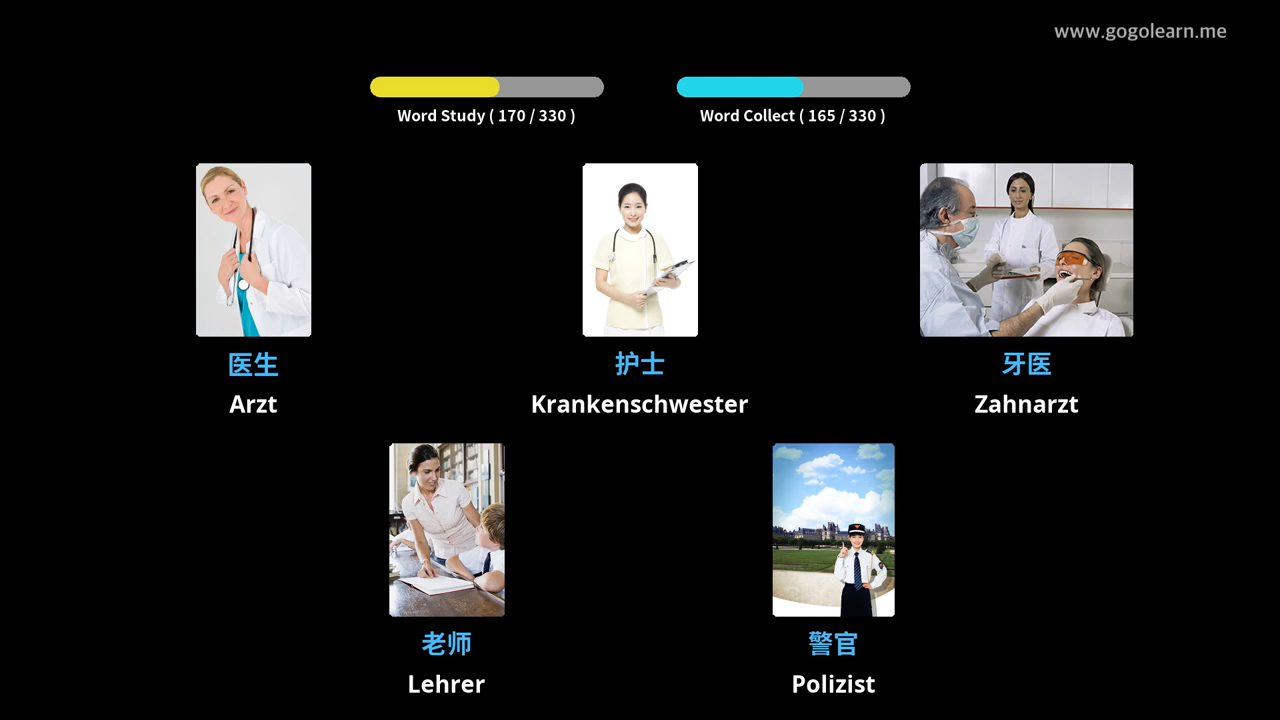 www.gogolearn.me
Word Study ( 170 / 330 )
Word Collect ( 165 / 330 )
医生
Arzt
护士
Krankenschwester
牙医
Zahnarzt
老师
Lehrer
警官
Polizist